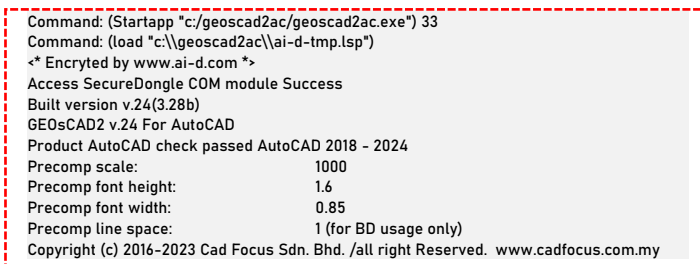 Command: (Startapp "c:/geoscad2ac/geoscad2ac.exe") 33
Command: (load "c:\\geoscad2ac\\ai-d-tmp.lsp")
<* Encryted by www.ai-d.com *>
Access SecureDongle COM module Success
Built version v.24(3.28b)
GEOsCAD2 v.24 For AutoCAD
Product AutoCAD check passed AutoCAD 2018 - 2024
Precomp scale: 1000
Precomp font height: 1.6
Precomp font width: 0.85
Precomp line space: 1 (for BD usage only)
Copyright (c) 2016-2023 Cad Focus Sdn. Bhd. /all right Reserved. www.cadfocus.com.my